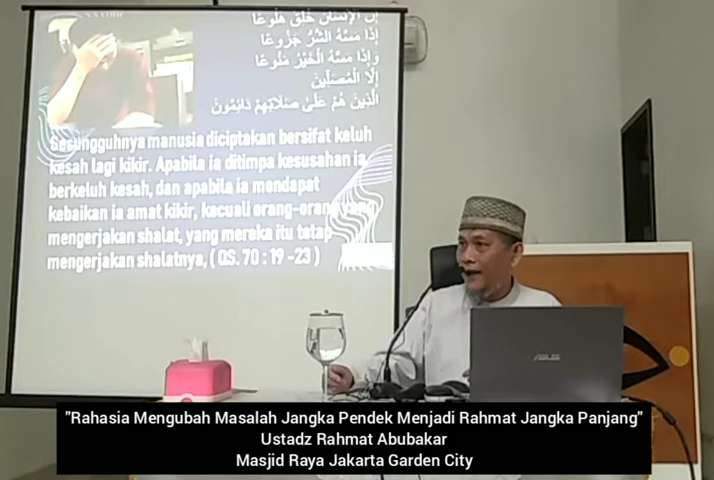 إِنَّ الْإِنْسَانَ خُلِقَ هَلُوعًا
إِذَا مَسَّهُ الشَّرُّ جَزُوعًا
وَإِذَا مَسَّهُ الْخَيْرُ مَنُوعًا
إِلَّا الْمُصَلِّينَ
الَّذِينَ هُمْ عَلَىٰ صَلَاتِهِمْ دَائِمُونَ
Sesungguhnya manusia diciptakan bersifat keluh
kesah lagi kikir. Apabila ia ditimpa kesusahan ia
berkeluh kesah, dan apabila ia mendapat
kebaikan ia amat kikir, kecuali orang-orang yang
mengerjakan shalat, yang mereka itu tetap
mengerjakan shalatnya, ( QS. 70 : 19 -23 )
ASUS
"Rahasia Mengubah Masalah Jangka Pendek Menjadi Rahmat Jangka Panjang"
Ustadz Rahmat Abubakar
Masjid Raya Jakarta Garden City